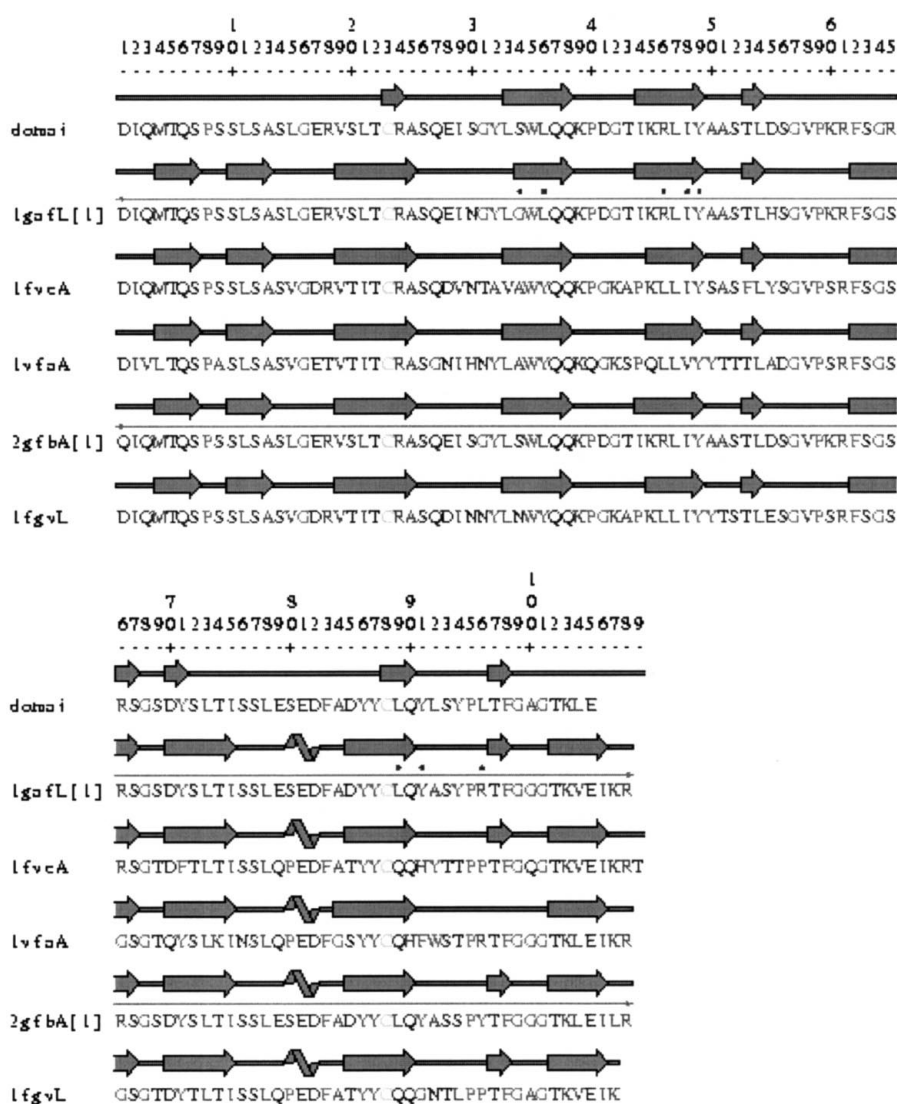 1 2 3 4 5 6
12345678901234567890123456789012345678901234567890123456789012345
domai
DIQMTQSPSSLSASLGERVSLTCRASQEISGYLSWLQQKPDGTIKRLIYAASTLDSGVPKRFSGR
1gafL[1]
DIQMTQSPSSLSASLGERVSLTCRASQEINGYLGWLQQKPDGTIKRLIYAASTLHSGVPKRFSGS
1fvcA
DIQMTQSPSSLSASVGDRVTITCRASQDVNTAVAWYQQKPGKAPKLLIYSASFLYSGVPSRFSGS
1vfaA
DIVLTQSPASLSASVGETVTITCRASGNIHNYLAWYQQKQGKSPQLLVYYTTTLADGVPSRFSGS
2gfbA[1]
QIQMTQSPSSLSASLGERVSLTCRASQEISGYLSWLQQKPDGTIKRLIYAASTLDSGVPKRFSGS
1fgvL
DIQMTQSPSSLSASVGDRVTITCRASQDINNYLNWYQQKPGKAPKLLIYYTSTLESGVPSRFSGS
1
7 8 9 0
67890123456789012345678901234567890123456789
domai
RSGSDYSLTISSLESEDFADYYCLQYLSYPLTFGAGTKLE
1gafL[1]
RSGSDYSLTISSLESEDFADYYCLQYASYPRTFGGGTKVEIKR
1fvcA
RSGTDFTLTISSLQPEDFATYYCQQHYTTPPTFGQGTKVEIKRT
1vfaA
GSGTQYSLKINSLQPEDFGSYYCQHFWSTPRTFGGGTKLEIKR
2gfbA[1]
RSGSDYSLTISSLESEDFADYYCLQYASSPYTFGGGTKLEILR
1fgvL
GSGTDYTLTISSLQPEDFATYYCQQGNTLPPTFGAGTKVEIK